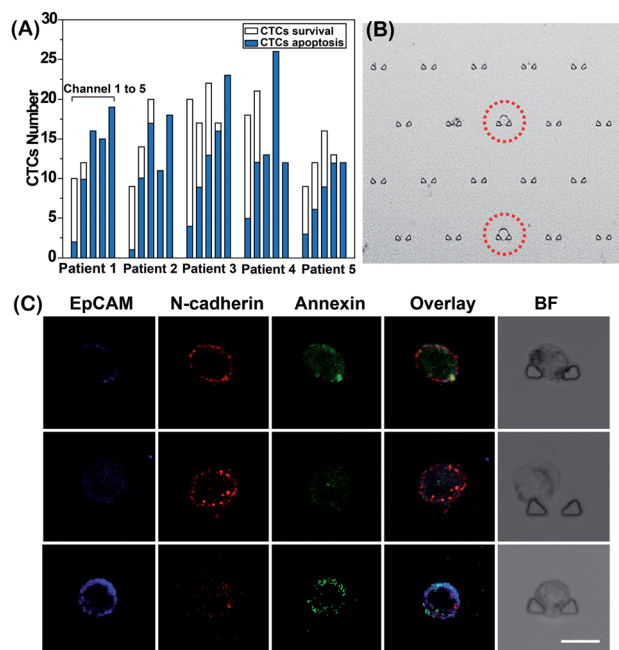 (A)
30
25
20
15
10
5
0
CTCs Number
CTCs survival
CTCs apoptosis
Channel 1 to 5
Patient 1 Patient 2 Patient 3 Patient 4 Patient 5
(B)
(C)
EpCAM N-cadherin Annexin Overlay BF